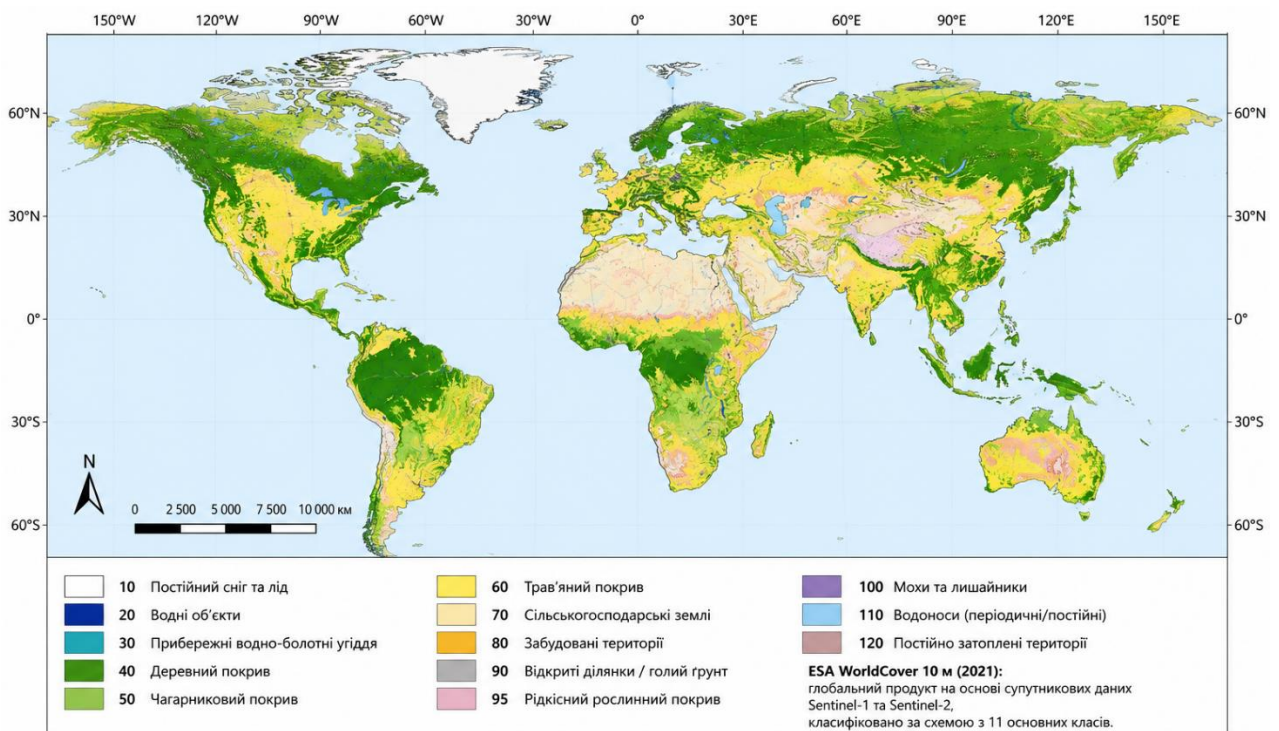 150°W 120°W 90°W 60°W 30°W 0° 30°E 60°E 90°E 120°E 150°E
60°N 60°N
30°N 30°N
0° 0°
30°S 30°S
60°S 60°S
N
0 2 500 5 000 7 500 10 000 км
10 Постійний сніг та лід
20 Водні об’єкти
30 Прибережні водно-болотні угіддя
40 Деревний покрив
50 Чагарниковий покрив
60 Трав’яний покрив
70 Сільськогосподарські землі
80 Забудовані території
90 Відкриті ділянки / голий ґрунт
95 Рідкісний рослинний покрив
100 Мохи та лишайники
110 Водоноси (періодичні/постійні)
120 Постійно затоплені території
ESA WorldCover 10 м (2021):
глобальний продукт на основі супутникових даних
Sentinel-1 та Sentinel-2,
класифіковано за схемою з 11 основних класів.